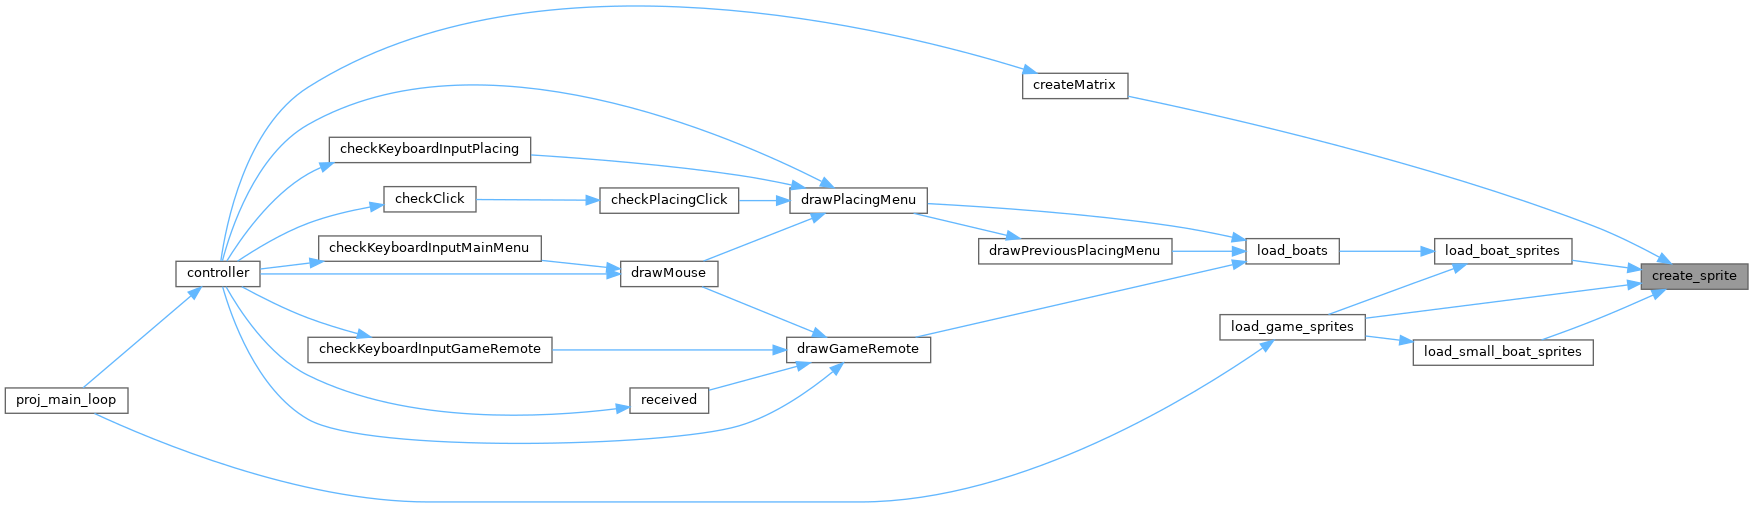 createMatrix
checkKeyboardInputPlacing
checkClick
checkPlacingClick
drawPlacingMenu
checkKeyboardInputMainMenu
drawPreviousPlacingMenu
load_boats
load_boat_sprites
controller
drawMouse
create_sprite
load_game_sprites
checkKeyboardInputGameRemote
drawGameRemote
load_small_boat_sprites
proj_main_loop
received